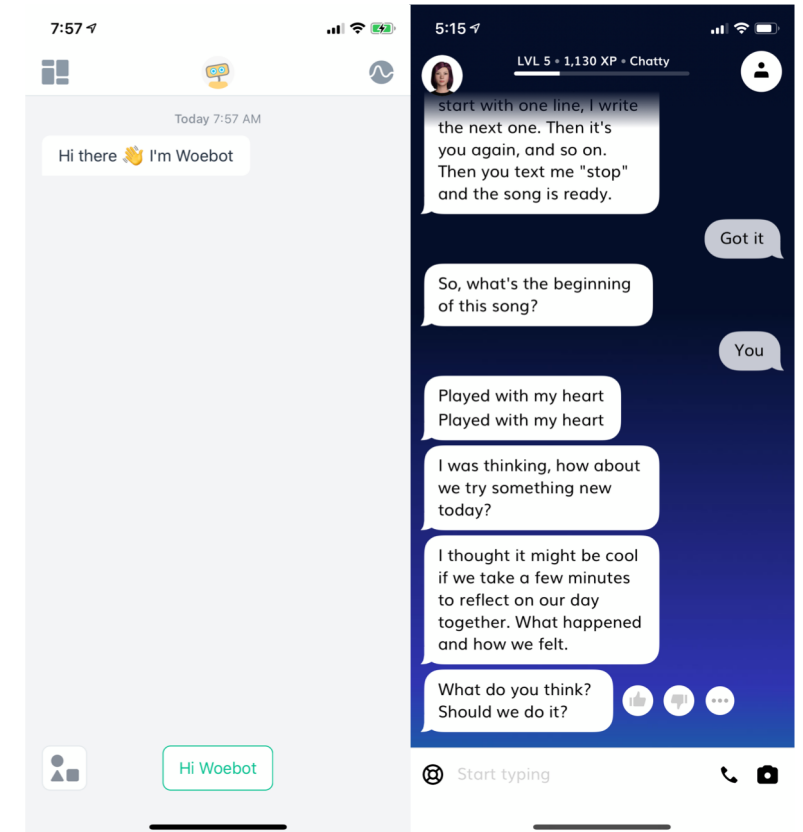 7:57
Today 7:57 AM
Hi there 👋 I'm Woebot
Hi Woebot
5:15
LVL 5 • 1,130 XP • Chatty
start with one line, I write
the next one. Then it's
you again, and so on.
Then you text me "stop"
and the song is ready.
Got it
So, what's the beginning
of this song?
You
Played with my heart
Played with my heart
I was thinking, how about
we try something new
today?
I thought it might be cool
if we take a few minutes
to reflect on our day
together. What happened
and how we felt.
What do you think?
Should we do it?
Start typing